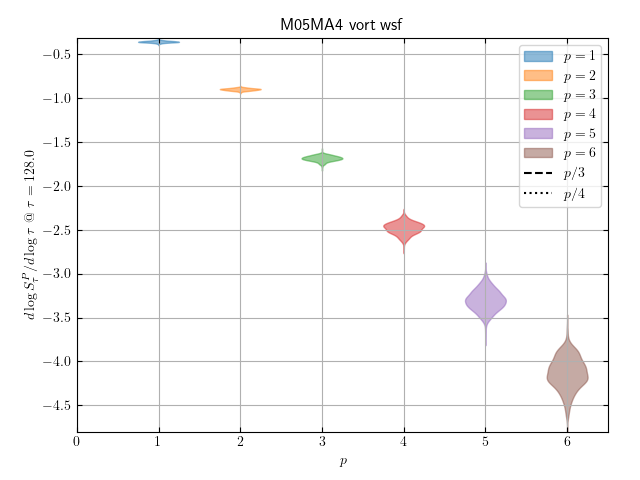 M05MA4 vort wsf
d log S_τ^P / d log τ @ τ = 128.0
−0.5
−1.0
−1.5
−2.0
−2.5
−3.0
−3.5
−4.0
−4.5
p = 1
p = 2
p = 3
p = 4
p = 5
p = 6
p/3
p/4
0 1 2 3 4 5 6
p